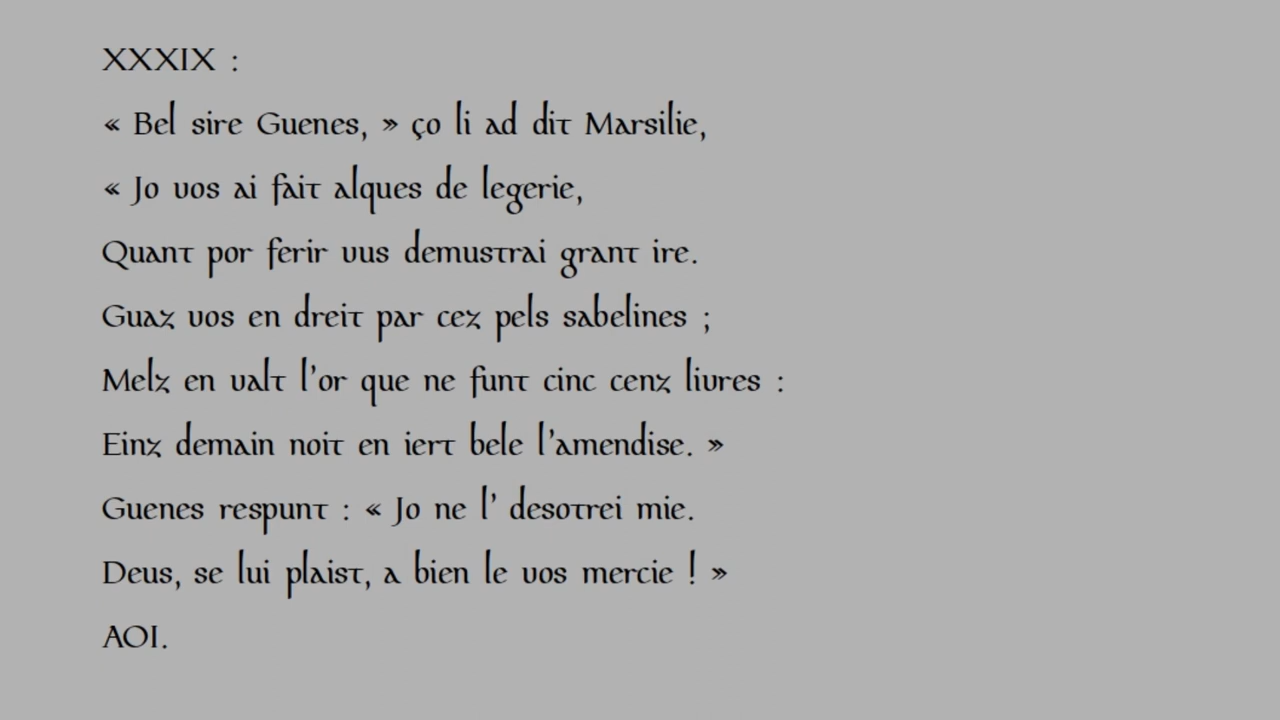 XXXIX :
« Bel sire Guenes, » ço li ad dit Marsilie,
« Jo vos ai fait alques de legerie,
Quant por ferir vus demustrai grant ire.
Guaz vos en dreit par cez pels sabelines ;
Melz en valt l’or que ne funt cinc cenz livres :
Einz demain noit en iert bele l’amendise. »
Guenes respunt : « Jo ne l’ desotrei mie.
Deus, se lui plaist, a bien le vos mercie ! »
AOI.